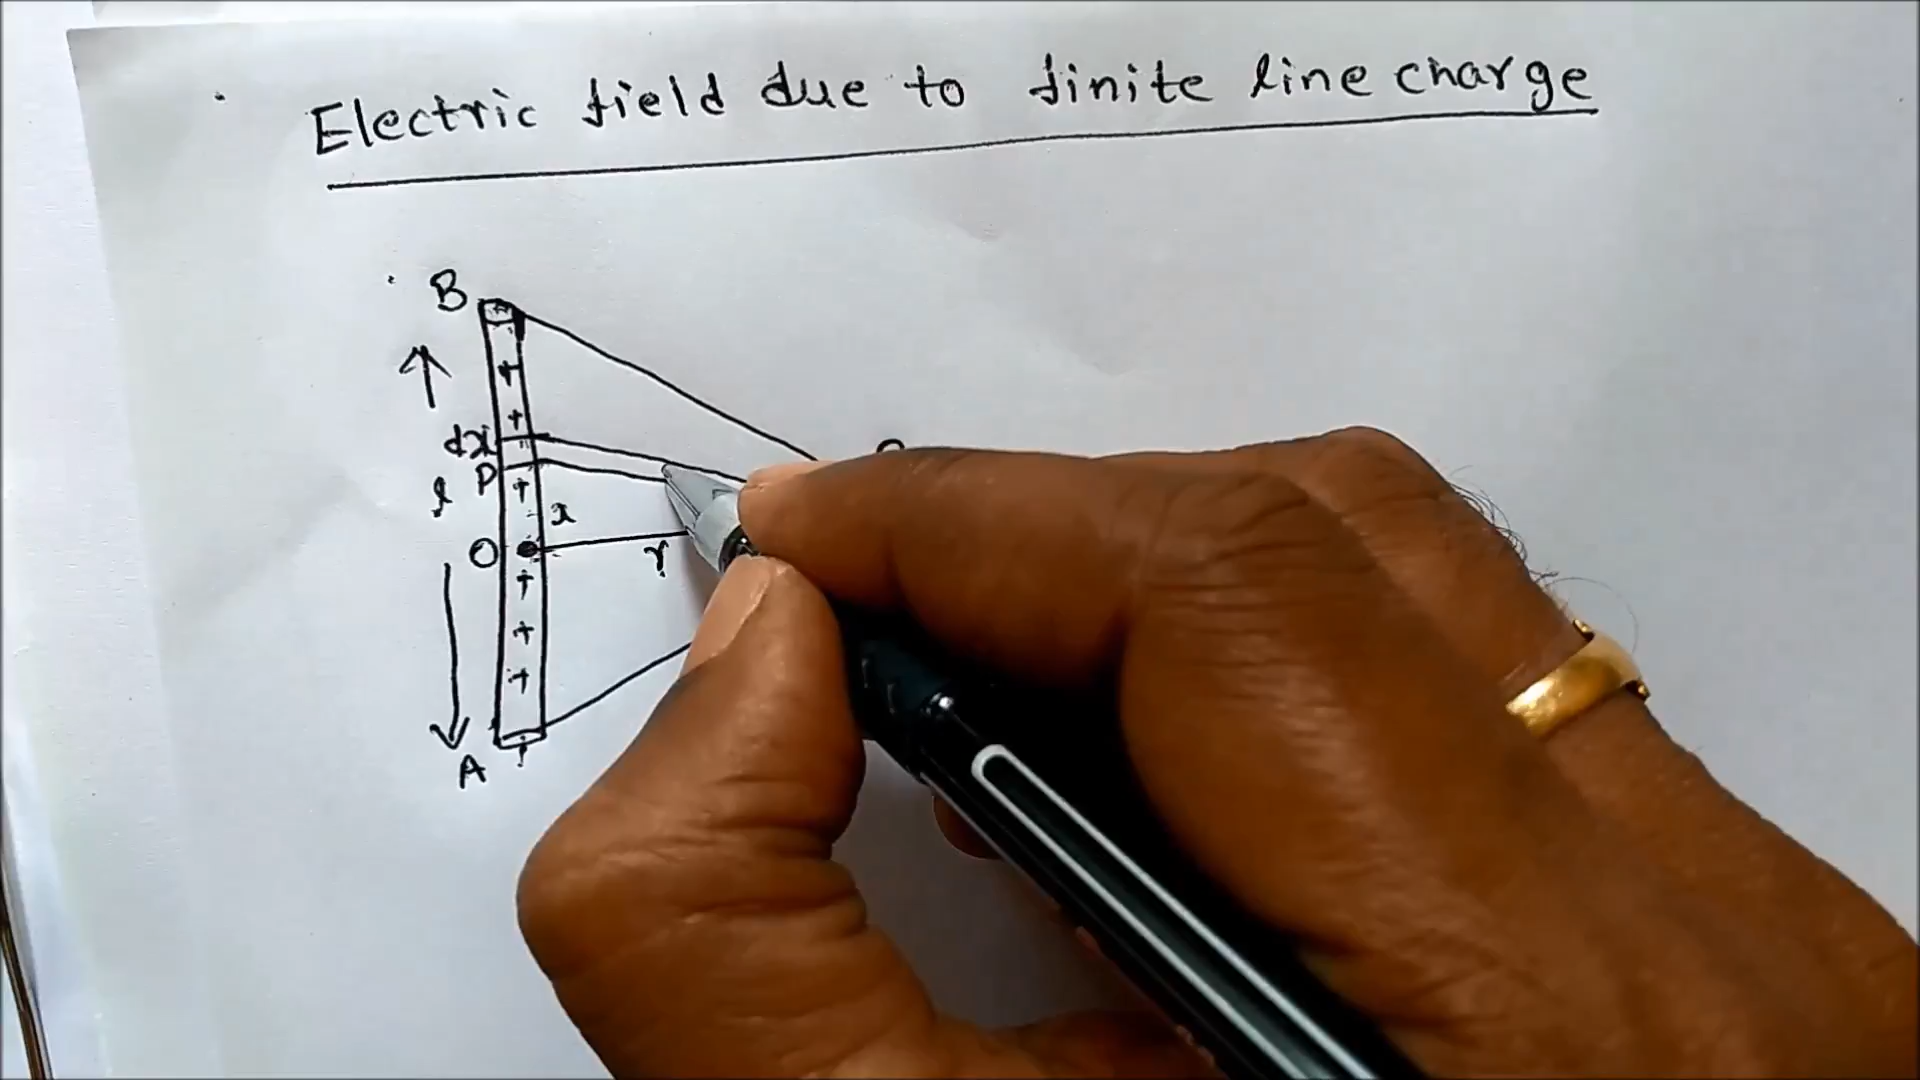 Electric field due to finite line charge
B
+
+
dx
P
+
l
x
O
r
+
+
+
A